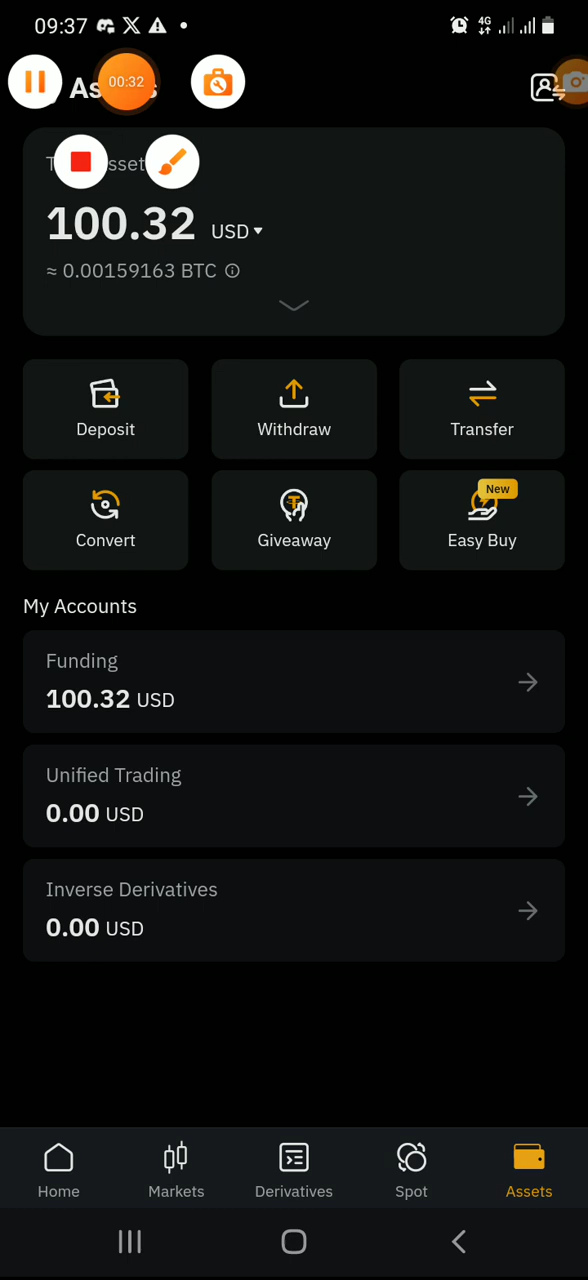 09:37
4G
00:32
100.32 USD
≈ 0.00159163 BTC
Deposit
Withdraw
Transfer
Convert
Giveaway
New
Easy Buy
My Accounts
Funding
100.32 USD
Unified Trading
0.00 USD
Inverse Derivatives
0.00 USD
Home
Markets
Derivatives
Spot
Assets